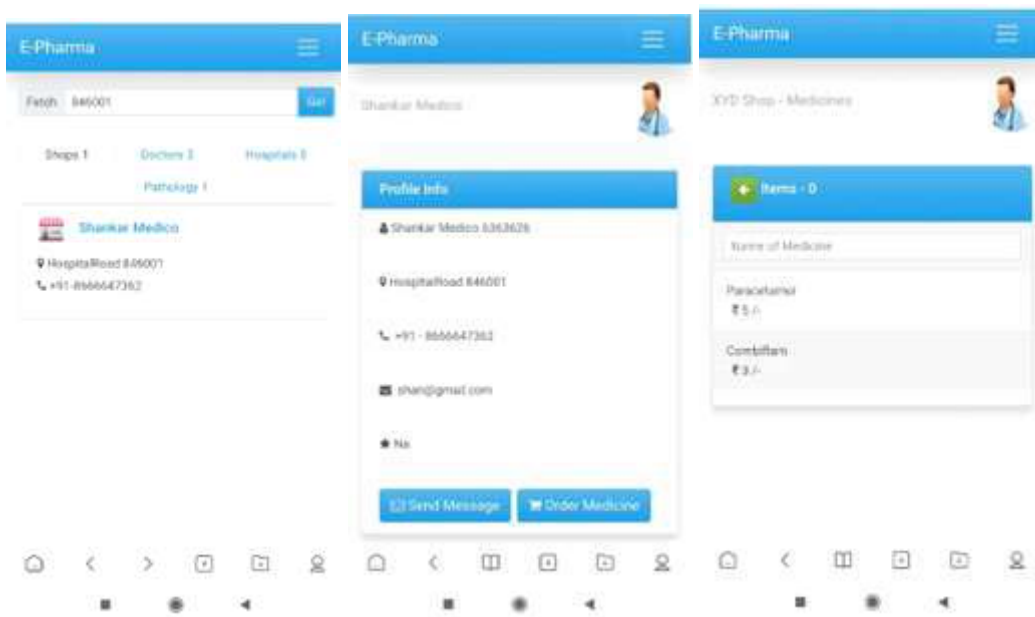 E-Pharma
Fetch 846001 Get
Shops 1 Doctors 2 Hospitals
Pathology 1
Shankar Medico
HospitalRoad 846001
+91-8666647362
E-Pharma
Shankar Medico
Profile Info
Shankar Medico 6363626
HospitalRoad 846001
+91 - 8666647362
shan@gmail.com
Na
Send Message Order Medicine
E-Pharma
XYD Shop - Medicines
Items - 0
Name of Medicine
Paracetamol
₹ 5 /-
Combiflam
₹ 3 /-